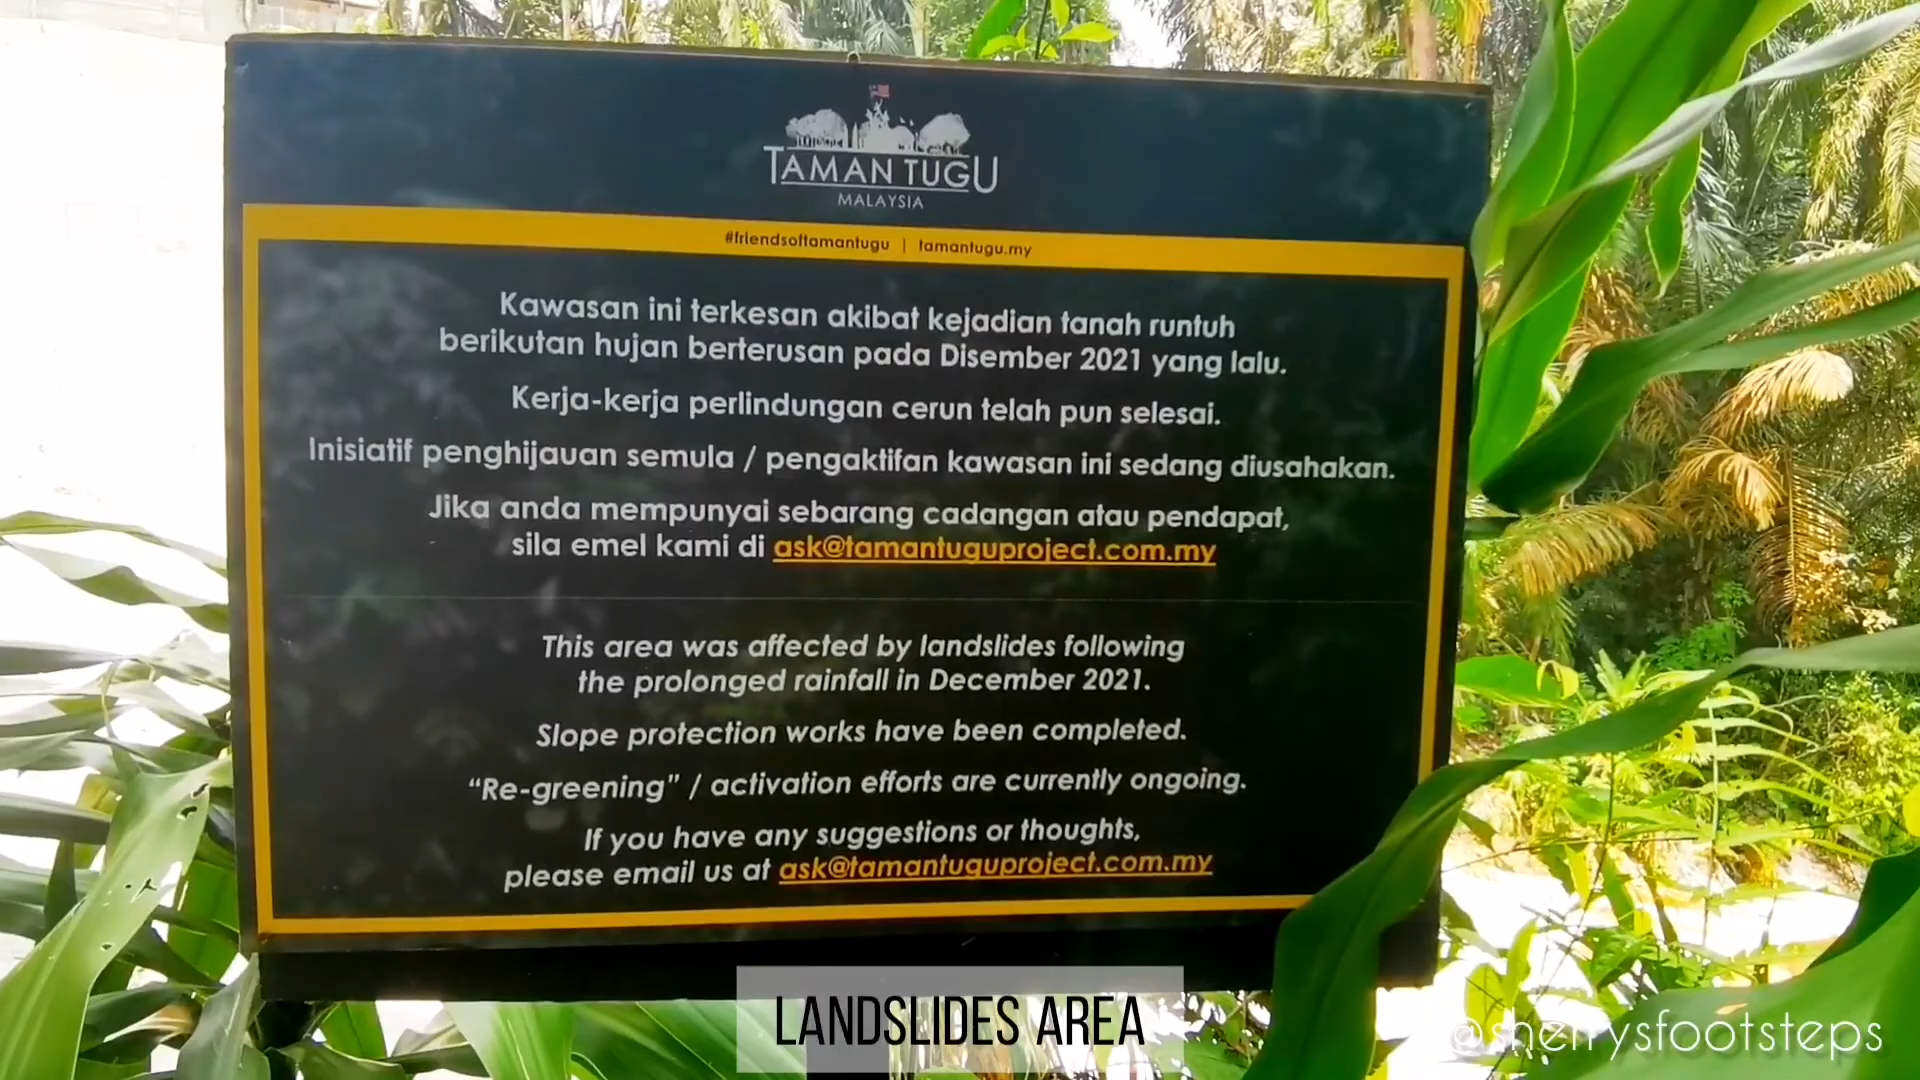 TAMAN TUGU
MALAYSIA
#friendsoftamantugu | tamantugu.my
Kawasan ini terkesan akibat kejadian tanah runtuh
berikutan hujan berterusan pada Disember 2021 yang lalu.
Kerja-kerja perlindungan cerun telah pun selesai.
Inisiatif penghijauan semula / pengaktifan kawasan ini sedang diusahakan.
Jika anda mempunyai sebarang cadangan atau pendapat,
sila emel kami di ask@tamantuguproject.com.my
This area was affected by landslides following
the prolonged rainfall in December 2021.
Slope protection works have been completed.
“Re-greening” / activation efforts are currently ongoing.
If you have any suggestions or thoughts,
please email us at ask@tamantuguproject.com.my
LANDSLIDES AREA
@sherrysfootsteps